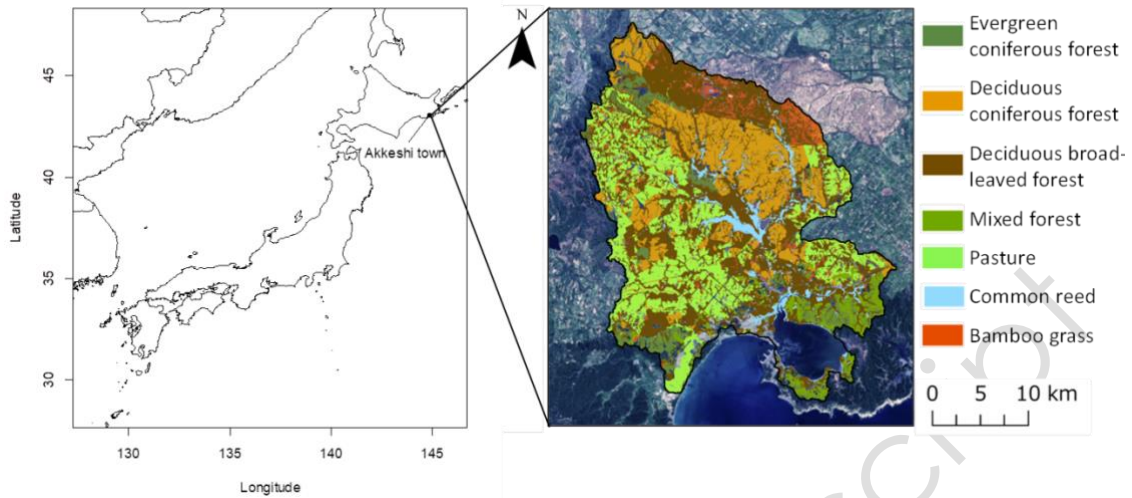 45
40
35
30
Latitude
130
135
140
145
Longitude
Akkeshi town
N
Evergreen
coniferous forest
Deciduous
coniferous forest
Deciduous broad-
leaved forest
Mixed forest
Pasture
Common reed
Bamboo grass
0 5 10 km
script